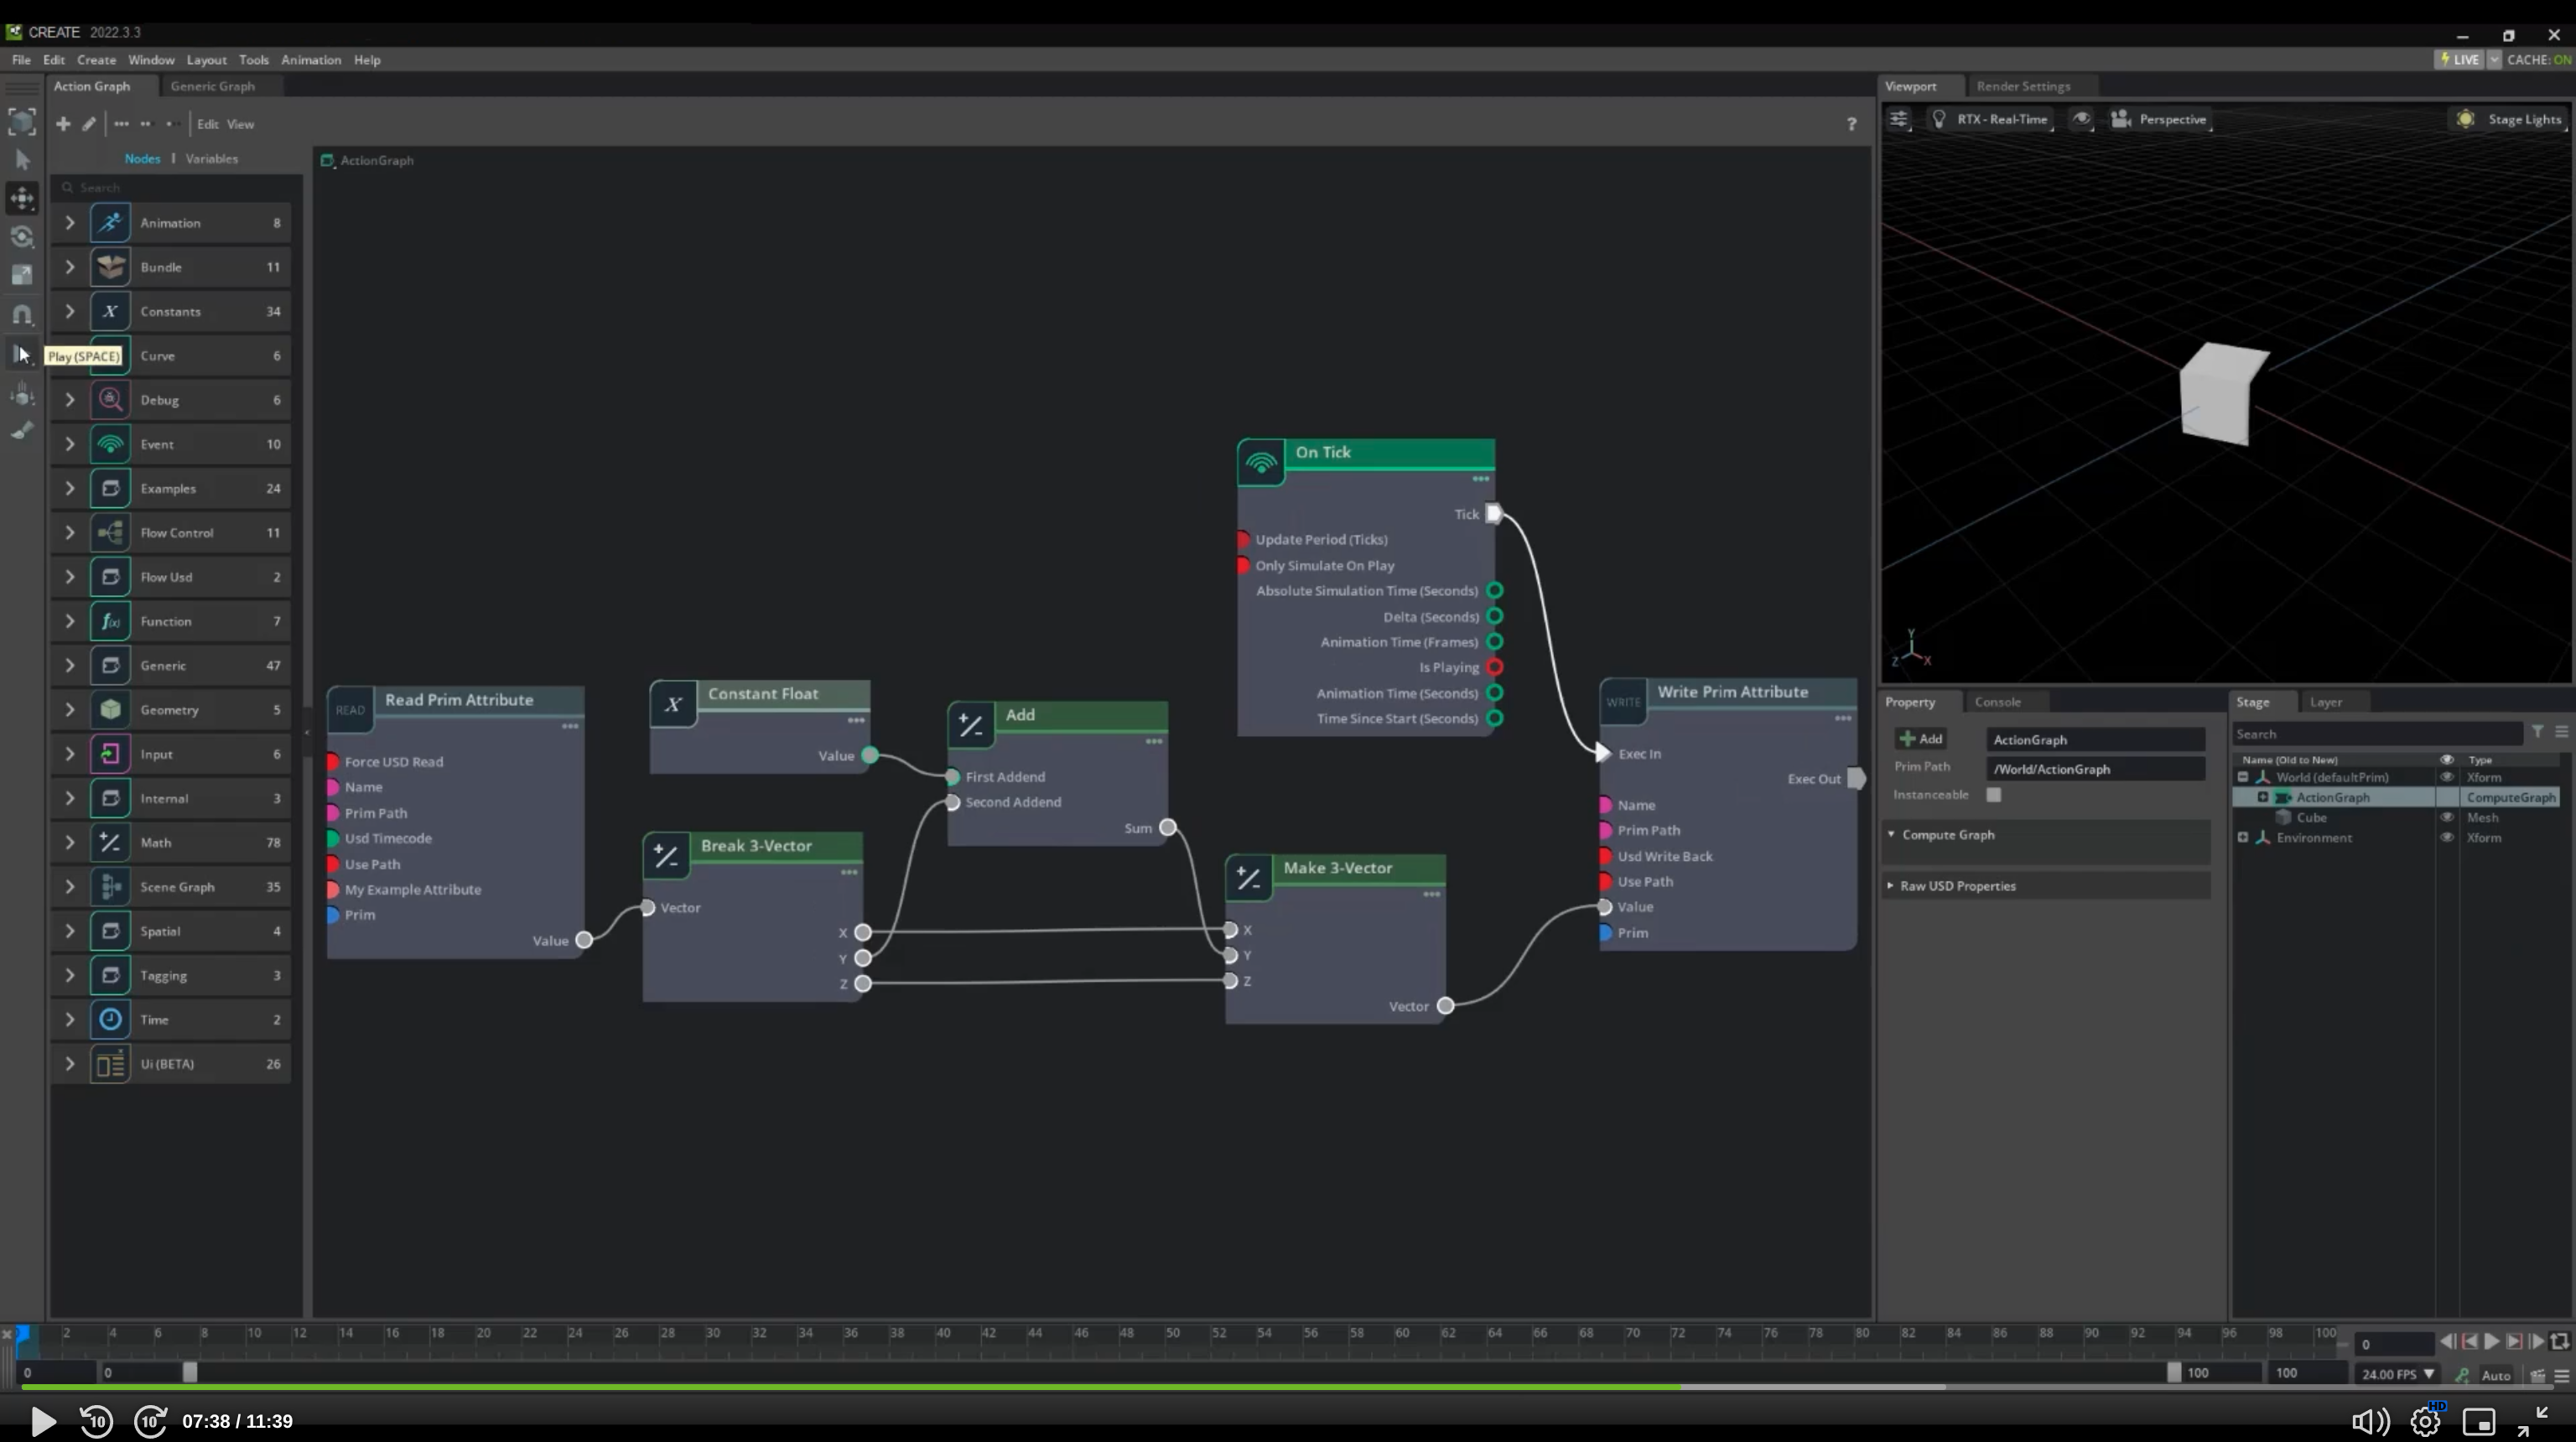 CREATE 2022.3.3
File Edit Create Window Layout Tools Animation Help
LIVE CACHE: ON
Action Graph Generic Graph
Edit View
?
Nodes | Variables
Search
Animation 8
Bundle 11
X Constants 34
Play (SPACE)
Curve 6
Debug 6
Event 10
Examples 24
Flow Control 11
Flow Usd 2
f(x) Function 7
Generic 47
Geometry 5
Input 6
Internal 3
Math 78
Scene Graph 35
Spatial 4
Tagging 3
Time 2
Ui (BETA) 26
ActionGraph
READ Read Prim Attribute
Force USD Read
Name
Prim Path
Usd Timecode
Use Path
My Example Attribute
Prim
Value
X Constant Float
Value
Break 3-Vector
Vector
X
Y
Z
Add
First Addend
Second Addend
Sum
On Tick
Tick
Update Period (Ticks)
Only Simulate On Play
Absolute Simulation Time (Seconds)
Delta (Seconds)
Animation Time (Frames)
Is Playing
Animation Time (Seconds)
Time Since Start (Seconds)
Make 3-Vector
X
Y
Z
Vector
WRITE Write Prim Attribute
Exec In
Exec Out
Name
Prim Path
Usd Write Back
Use Path
Value
Prim
Viewport Render Settings
RTX - Real-Time Perspective Stage Lights
Y
Z X
Property Console
Add ActionGraph
Prim Path /World/ActionGraph
Instanceable
Compute Graph
Raw USD Properties
Stage Layer
Search
Name (Old to New) Type
World (defaultPrim) Xform
ActionGraph ComputeGraph
Cube Mesh
Environment Xform
2 4 6 8 10 12 14 16 18 20 22 24 26 28 30 32 34 36 38 40 42 44 46 48 50 52 54 56 58 60 62 64 66 68 70 72 74 76 78 80 82 84 86 88 90 92 94 96 98 100
0
0 0 100 100 24.00 FPS Auto
10 10 07:38 / 11:39 HD